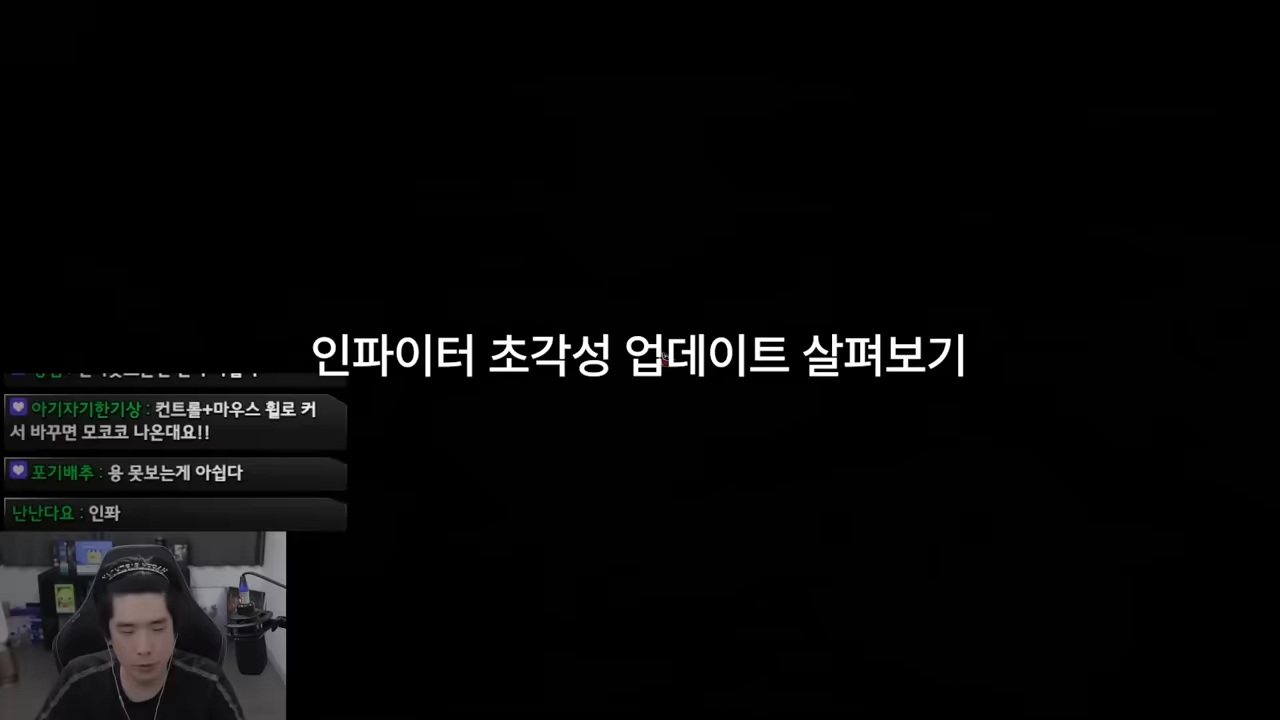 인파이터 초각성 업데이트 살펴보기
아기자기한기상 : 컨트롤+마우스 휠로 커
서 바꾸면 모코코 나온대요!!
포기배추 : 용 못보는게 아쉽다
난난다요 : 인퐈